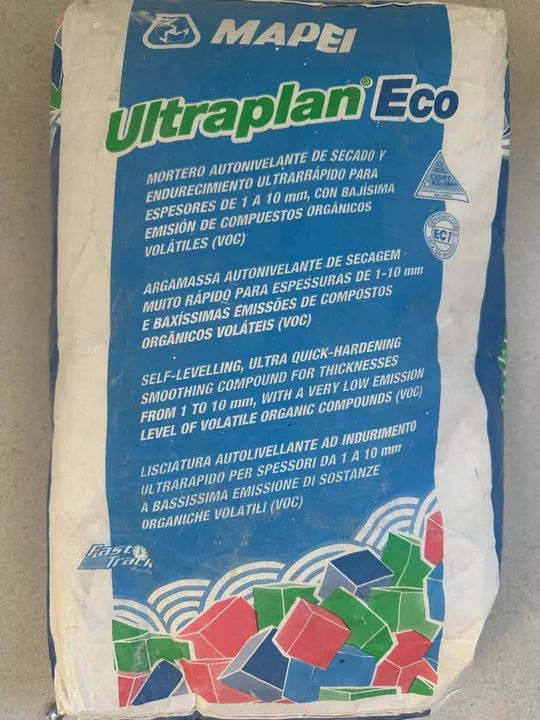 MAPEI
Ultraplan® Eco
MORTERO AUTONIVELANTE DE SECADO Y
ENDURECIMIENTO ULTRARRÁPIDO PARA
ESPESORES DE 1 A 10 mm, CON BAJÍSIMA
EMISIÓN DE COMPUESTOS ORGÁNICOS
VOLÁTILES (VOC)
EC1
ARGAMASSA AUTONIVELANTE DE SECAGEM
MUITO RÁPIDO PARA ESPESSURAS DE 1-10 mm
E BAXÍSSIMAS EMISSÕES DE COMPOSTOS
ORGÂNICOS VOLÁTEIS (VOC)
SELF-LEVELLING, ULTRA QUICK-HARDENING
SMOOTHING COMPOUND FOR THICKNESSES
FROM 1 TO 10 mm, WITH A VERY LOW EMISSION
LEVEL OF VOLATILE ORGANIC COMPOUNDS (VOC)
LISCIATURA AUTOLIVELLANTE AD INDURIMENTO
ULTRARAPIDO PER SPESSORI DA 1 A 10 mm
A BASSISSIMA EMISSIONE DI SOSTANZE
ORGANICHE VOLATILI (VOC)
Fast
Track
Ready